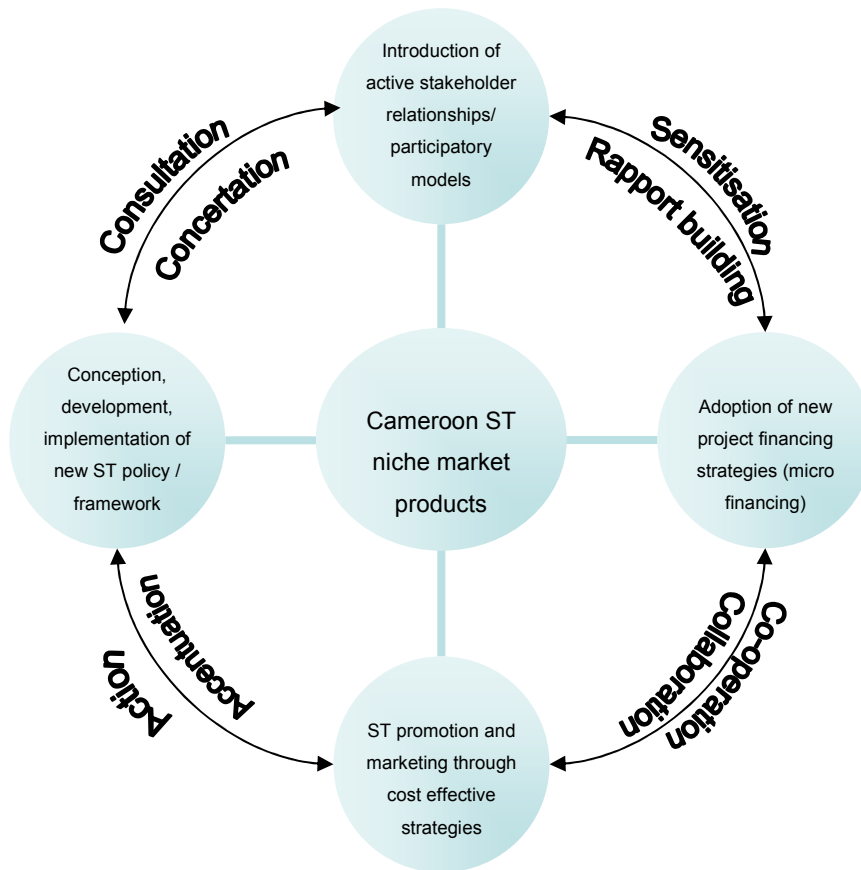 Introduction of
active stakeholder
relationships/
participatory
models
Consultation
Concertation
Sensitisation
Rapport building
Conception,
development,
implementation of
new ST policy /
framework
Cameroon ST
niche market
products
Adoption of new
project financing
strategies (micro
financing)
Accentuation
Action
Collaboration
Co-operation
ST promotion and
marketing through
cost effective
strategies